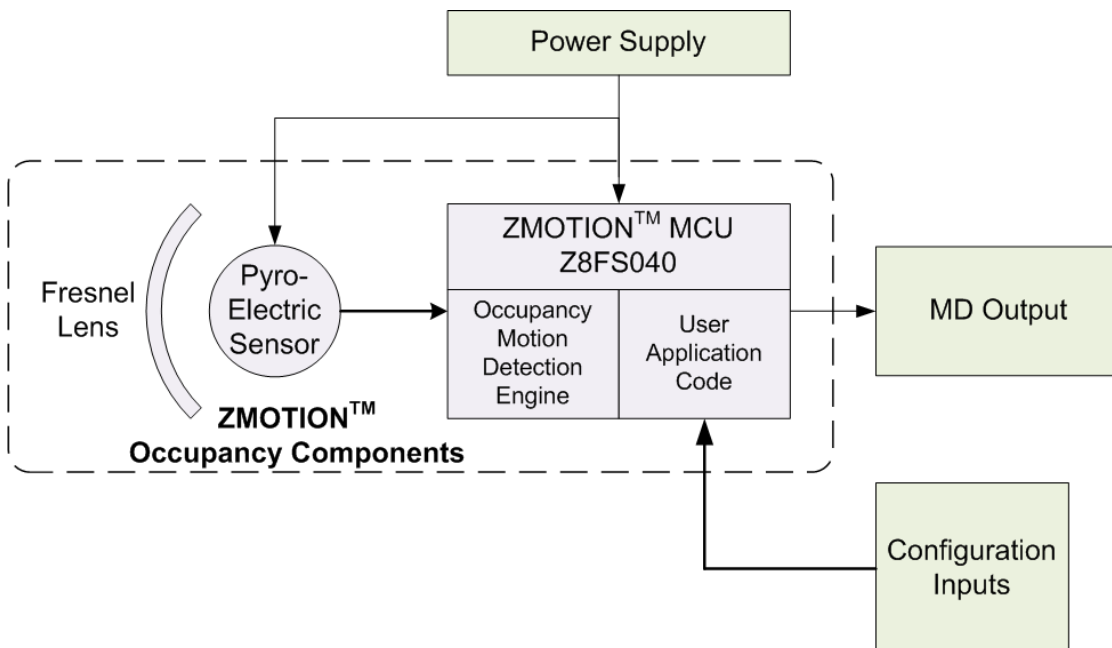 Power Supply
ZMOTION™ MCU
Z8FS040
Fresnel
Lens
Pyro-
Electric
Sensor
Occupancy
Motion
Detection
Engine
User
Application
Code
MD Output
ZMOTION™
Occupancy Components
Configuration
Inputs